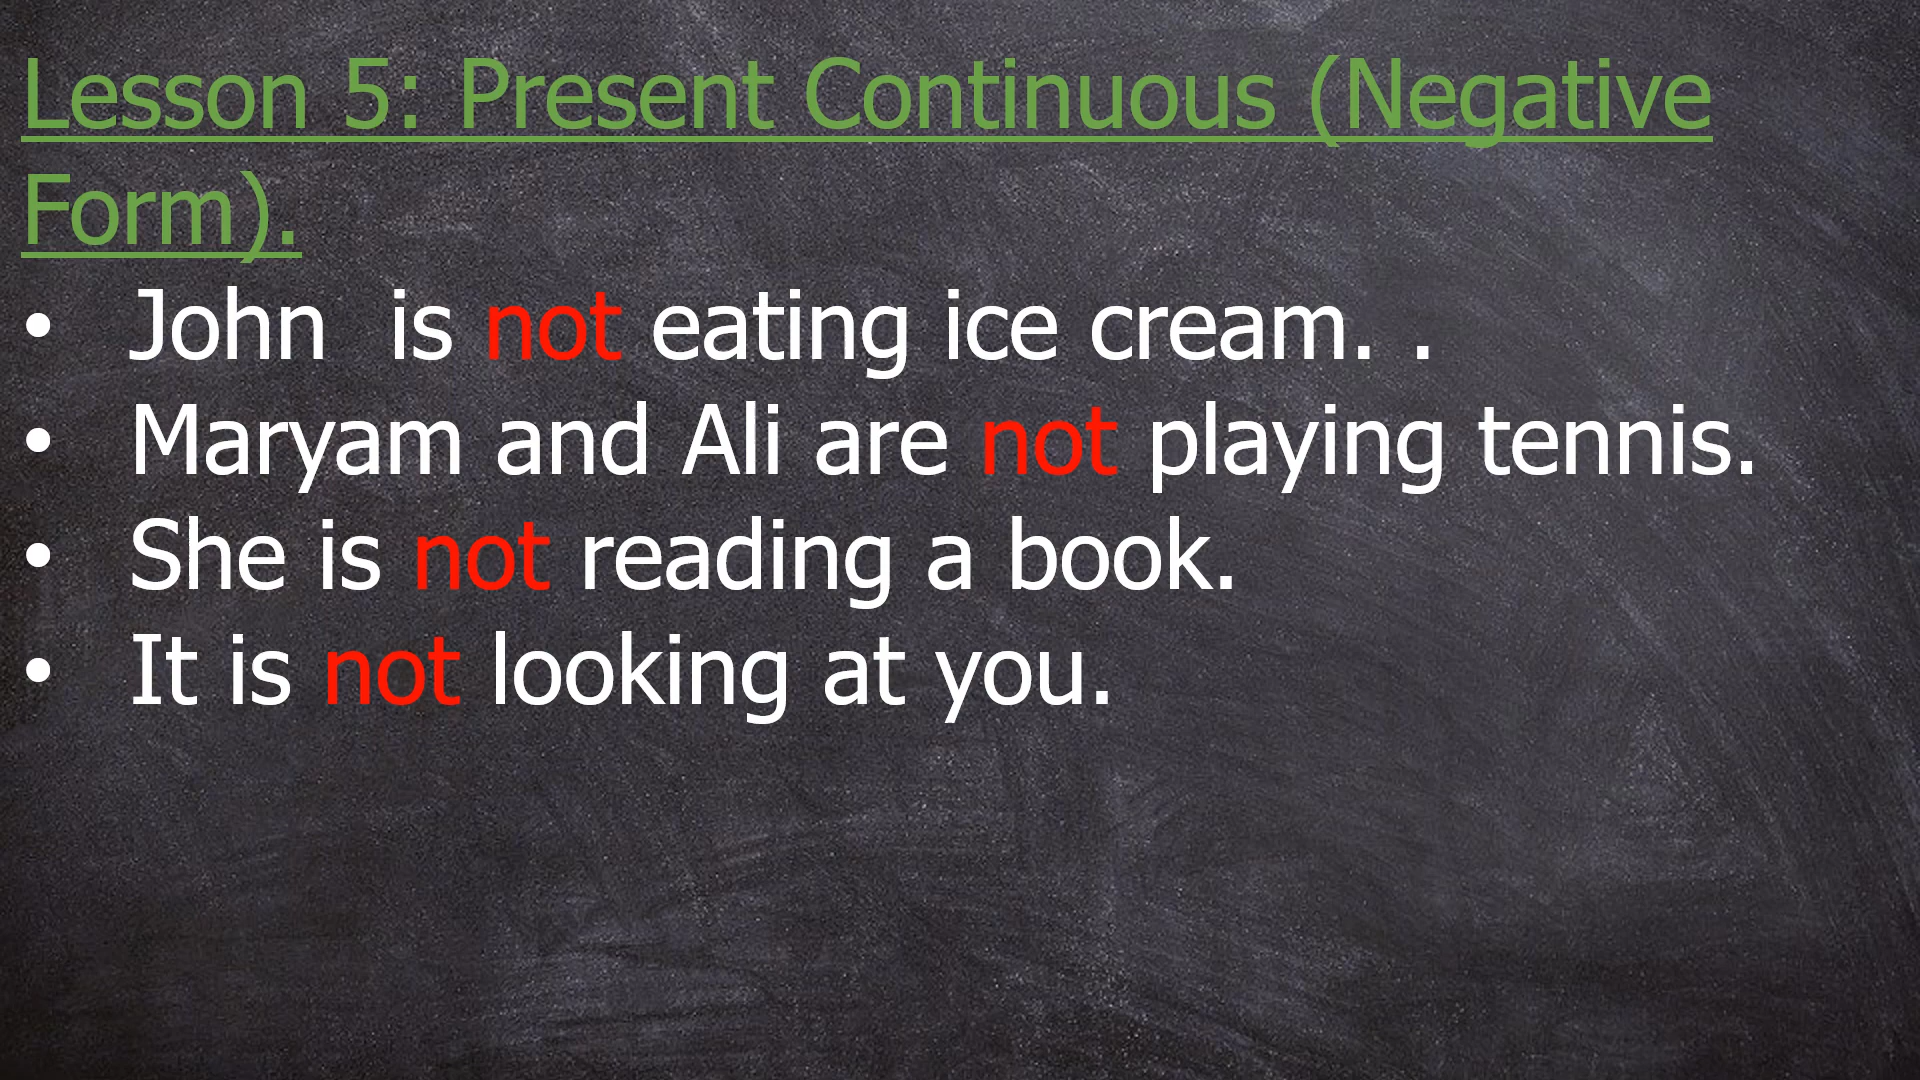 Lesson 5: Present Continuous (Negative
Form).
• John  is not eating ice cream. .
• Maryam and Ali are not playing tennis.
• She is not reading a book.
• It is not looking at you.